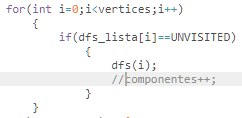 for(int i=0;i<vertices;i++)
{
if(dfs_lista[i]==UNVISITED)
{
dfs(i);
//componentes++;
}
}